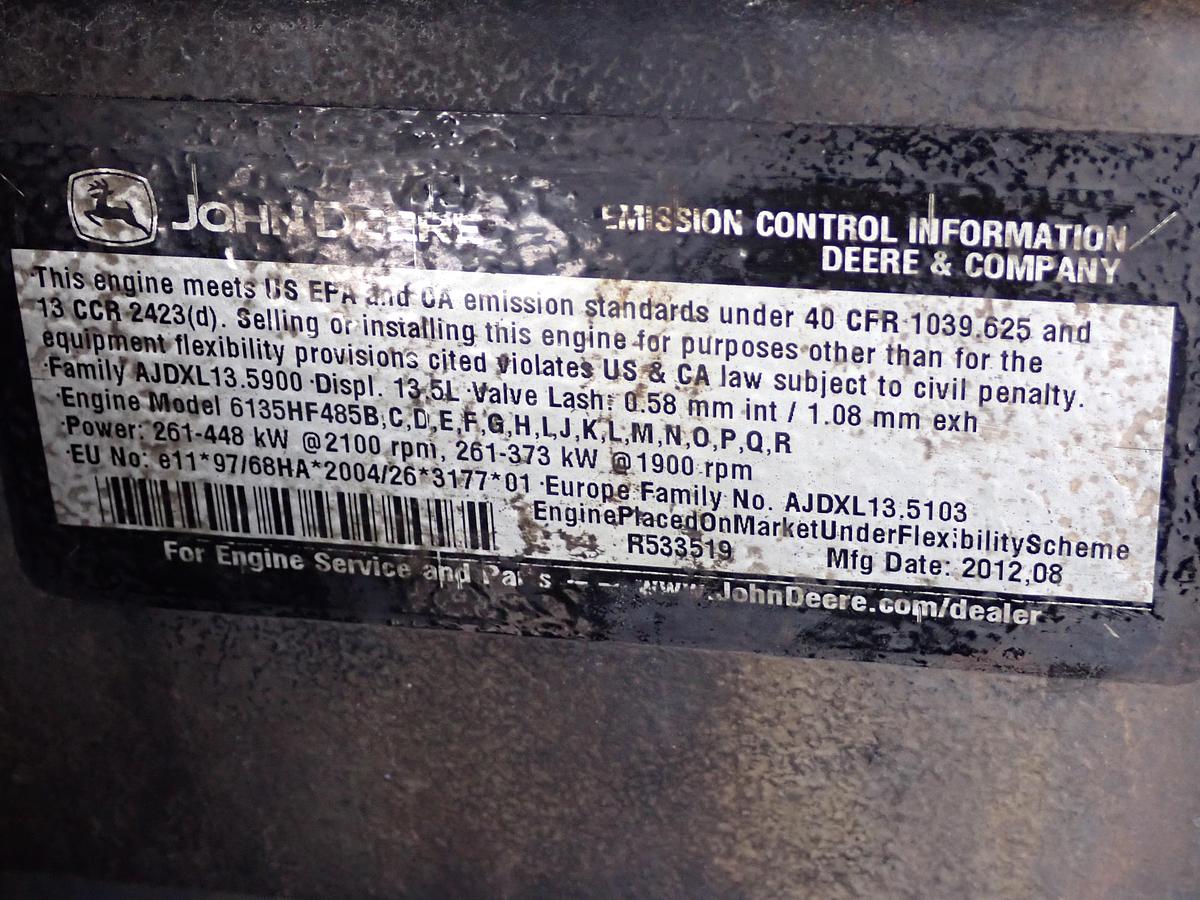 JOHN DEERE
EMISSION CONTROL INFORMATION
DEERE & COMPANY
·This engine meets US EPA and CA emission standards under 40 CFR 1039.625 and
13 CCR 2423(d). Selling or installing this engine for purposes other than for the
equipment flexibility provisions cited violates US & CA law subject to civil penalty.
·Family AJDXL13.5900 ·Displ. 13.5L ·Valve Lash: 0.58 mm int / 1.08 mm exh
·Engine Model 6135HF485B,C,D,E,F,G,H,I,J,K,L,M,N,O,P,Q,R
·Power: 261-448 kW @2100 rpm, 261-373 kW @1900 rpm
·EU No: e11*97/68HA*2004/26*3177*01 ·Europe Family No. AJDXL13.5103
EnginePlacedOnMarketUnderFlexibilityScheme
R533519 Mfg Date: 2012,08
For Engine Service and Parts -- www.JohnDeere.com/dealer